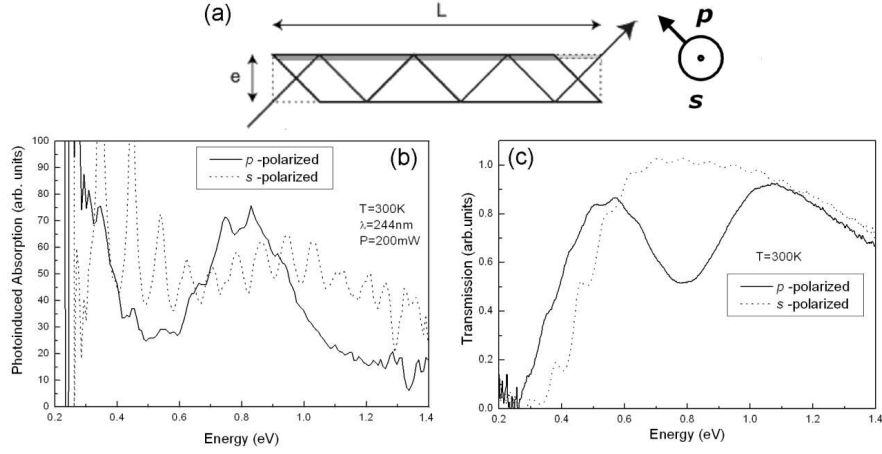 (a)
L
e
p
s
(b)
p -polarized
s -polarized
T=300K
λ=244nm
P=200mW
Photoinduced Absorption (arb. units)
100
90
80
70
60
50
40
30
20
10
0
0.2 0.4 0.6 0.8 1.0 1.2 1.4
Energy (eV)
(c)
T=300K
p -polarized
s -polarized
Transmission (arb.units)
1.0
0.8
0.6
0.4
0.2
0.0
0.2 0.4 0.6 0.8 1.0 1.2 1.4
Energy (eV)